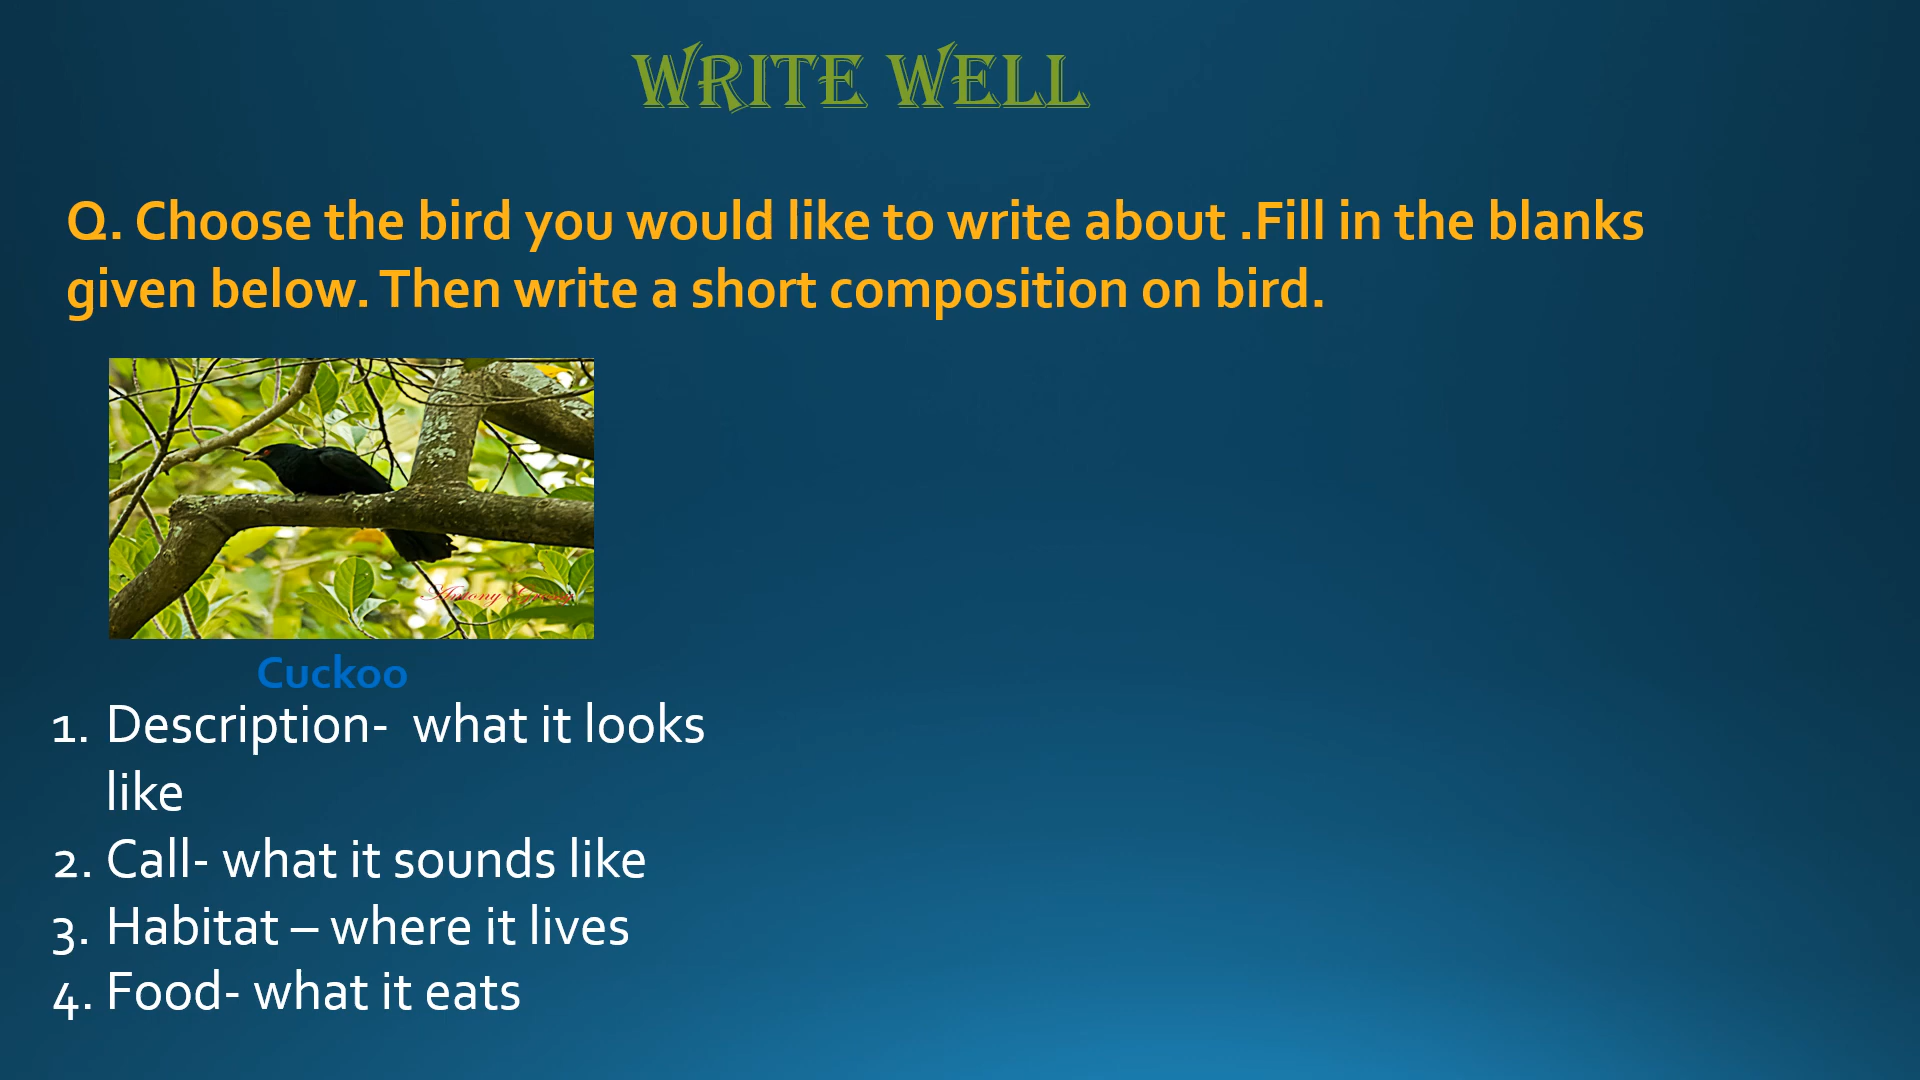 WRITE WELL
Q. Choose the bird you would like to write about .Fill in the blanks
given below. Then write a short composition on bird.
Cuckoo
1. Description-  what it looks
like
2. Call- what it sounds like
3. Habitat – where it lives
4. Food- what it eats